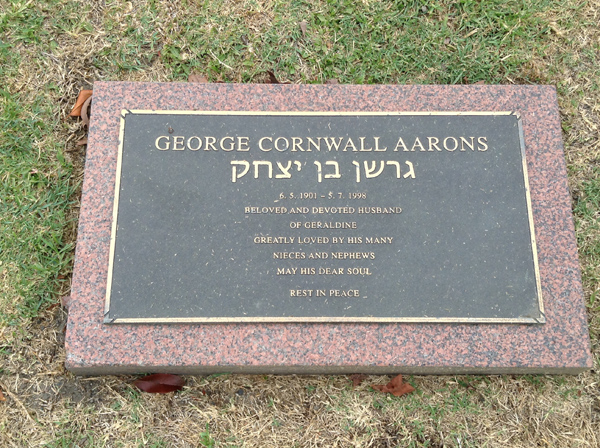 GEORGE CORNWALL AARONS
גרשן בן יצחק
6. 5. 1901 - 5. 7. 1998
BELOVED AND DEVOTED HUSBAND
OF GERALDINE
GREATLY LOVED BY HIS MANY
NIECES AND NEPHEWS
MAY HIS DEAR SOUL
REST IN PEACE